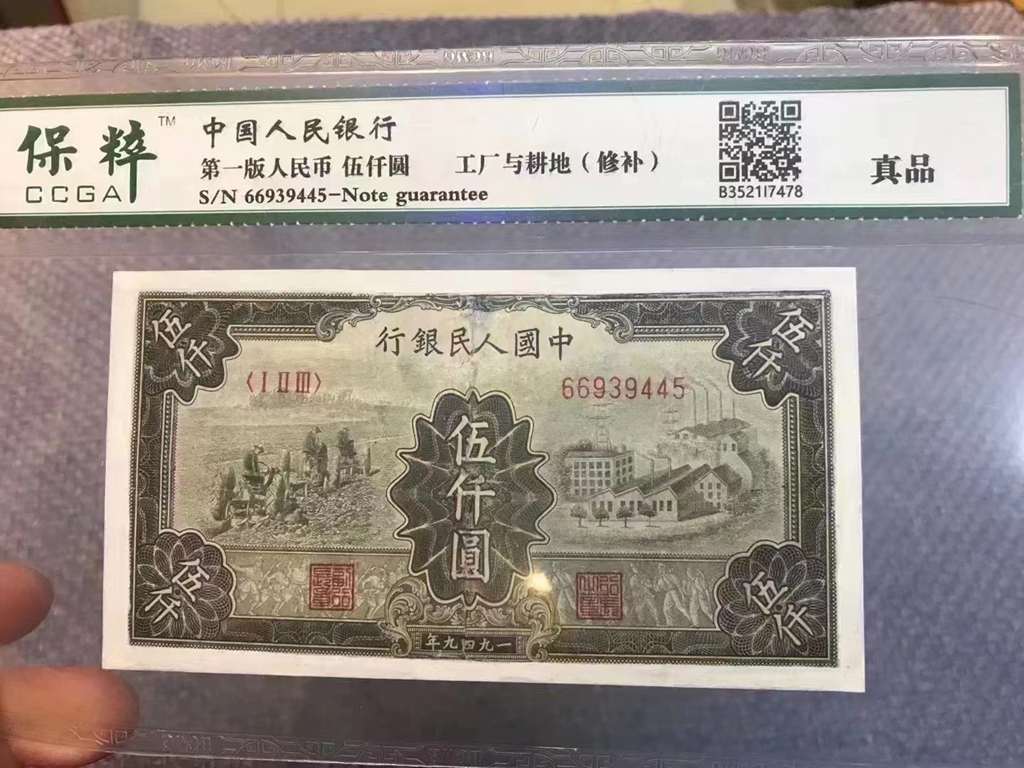 保粹™
CCGA
中国人民银行
第一版人民币 伍仟圆 工厂与耕地（修补）
S/N 66939445-Note guarantee
B352117478
真品
行銀民人國中
〈I II III〉
66939445
伍仟
伍仟
伍仟圓
伍仟
伍仟
年九四九一